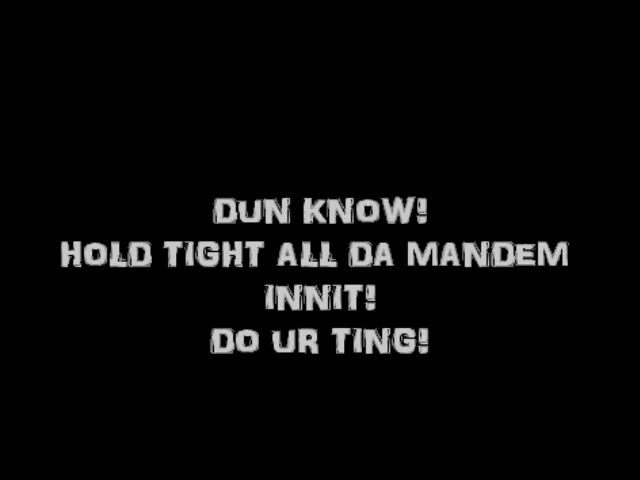 DUN KNOW!
HOLD TIGHT ALL DA MANDEM
INNIT!
DO UR TING!